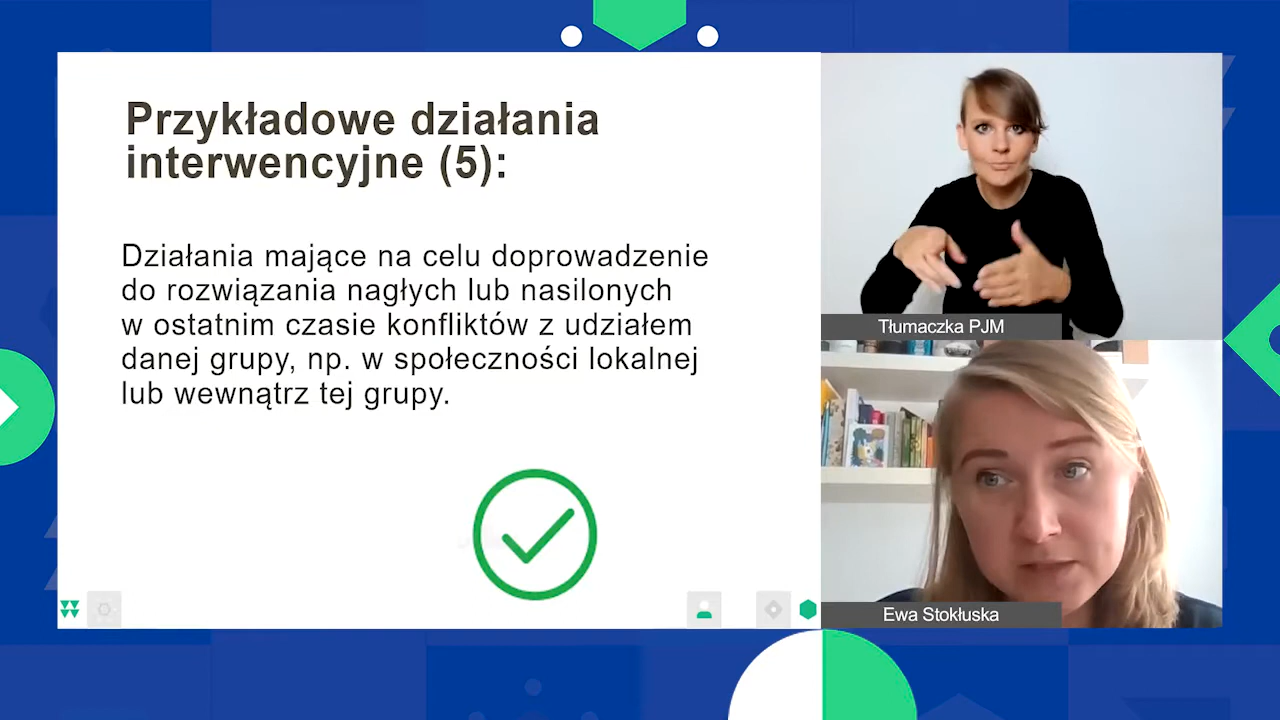 Przykładowe działania
interwencyjne (5):
Działania mające na celu doprowadzenie
do rozwiązania nagłych lub nasilonych
w ostatnim czasie konfliktów z udziałem
danej grupy, np. w społeczności lokalnej
lub wewnątrz tej grupy.
Tłumaczka PJM
Ewa Stokłuska